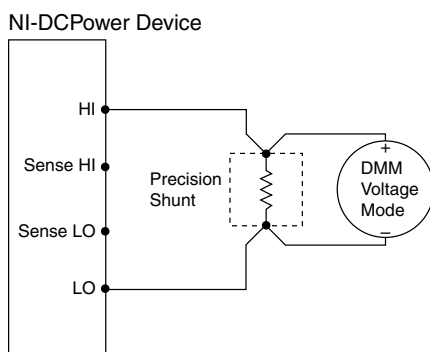 NI-DCPower Device
HI
Sense HI
Sense LO
LO
Precision
Shunt
+
DMM
Voltage
Mode
–